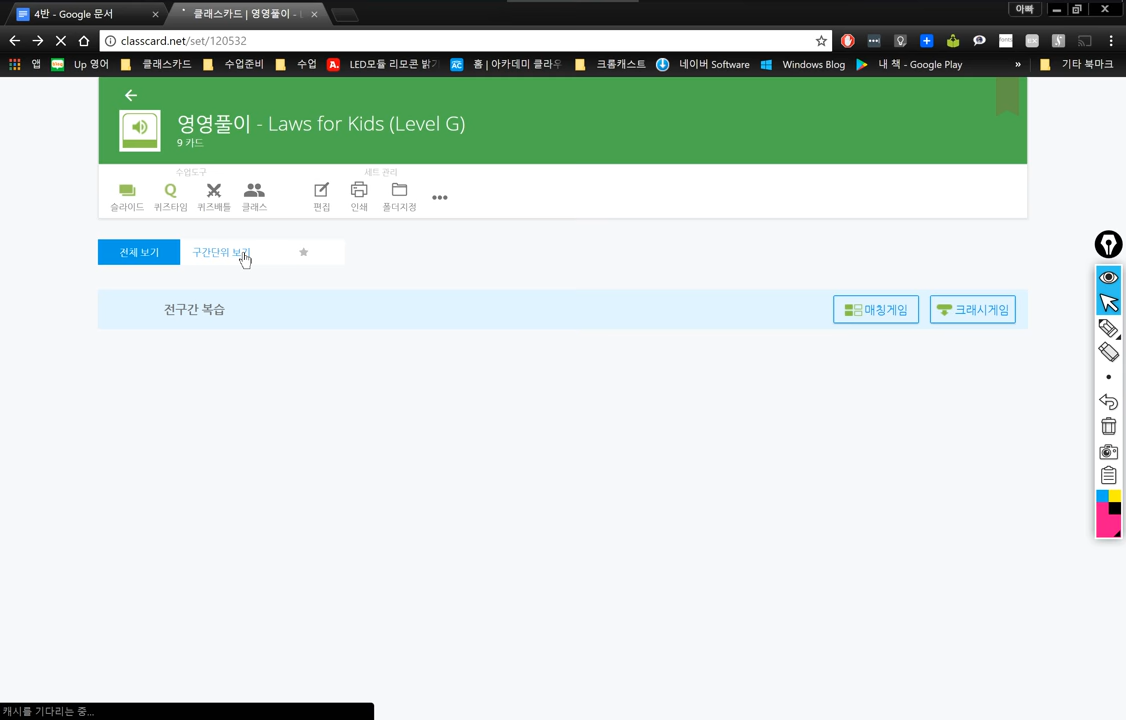 4반 - Google 문서
클래스카드 | 영영풀이 -
아빠
classcard.net/set/120532
앱 Up 영어 클래스카드 수업준비 수업 LED모듈 리모콘 밝기 홈 | 아카데미 클라우 크롬캐스트 네이버 Software Windows Blog 내 책 - Google Play » 기타 북마크
영영풀이 - Laws for Kids (Level G)
9 카드
수업도구 세트 관리
슬라이드 퀴즈타임 퀴즈배틀 클래스 편집 인쇄 폴더지정
전체 보기 구간단위 보기
전구간 복습 매칭게임 크래시게임
캐시를 기다리는 중...